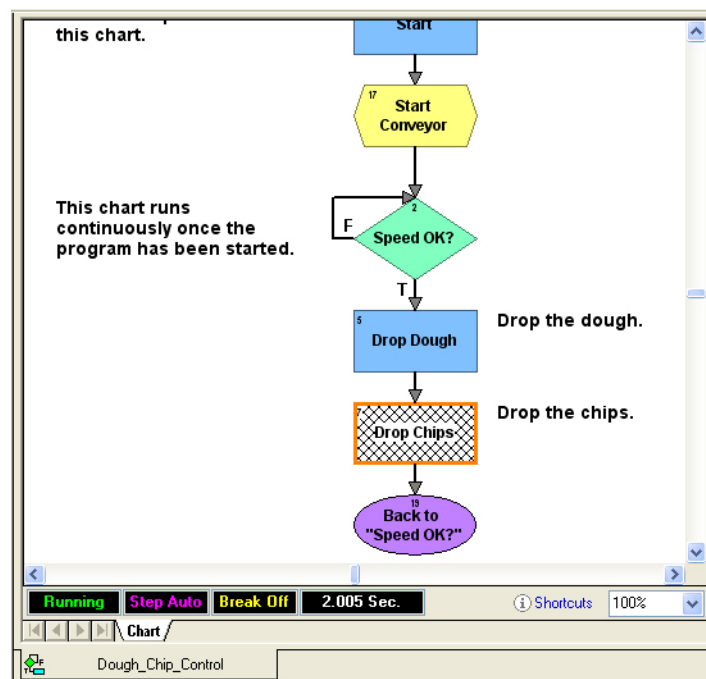 this chart.
Start
17
Start
Conveyor
This chart runs
continuously once the
program has been started.
2
F
Speed OK?
T
5
Drop Dough
Drop the dough.
7
Drop Chips
Drop the chips.
19
Back to
"Speed OK?"
Running
Step Auto
Break Off
2.005 Sec.
i Shortcuts
100%
Chart
T F
Dough_Chip_Control